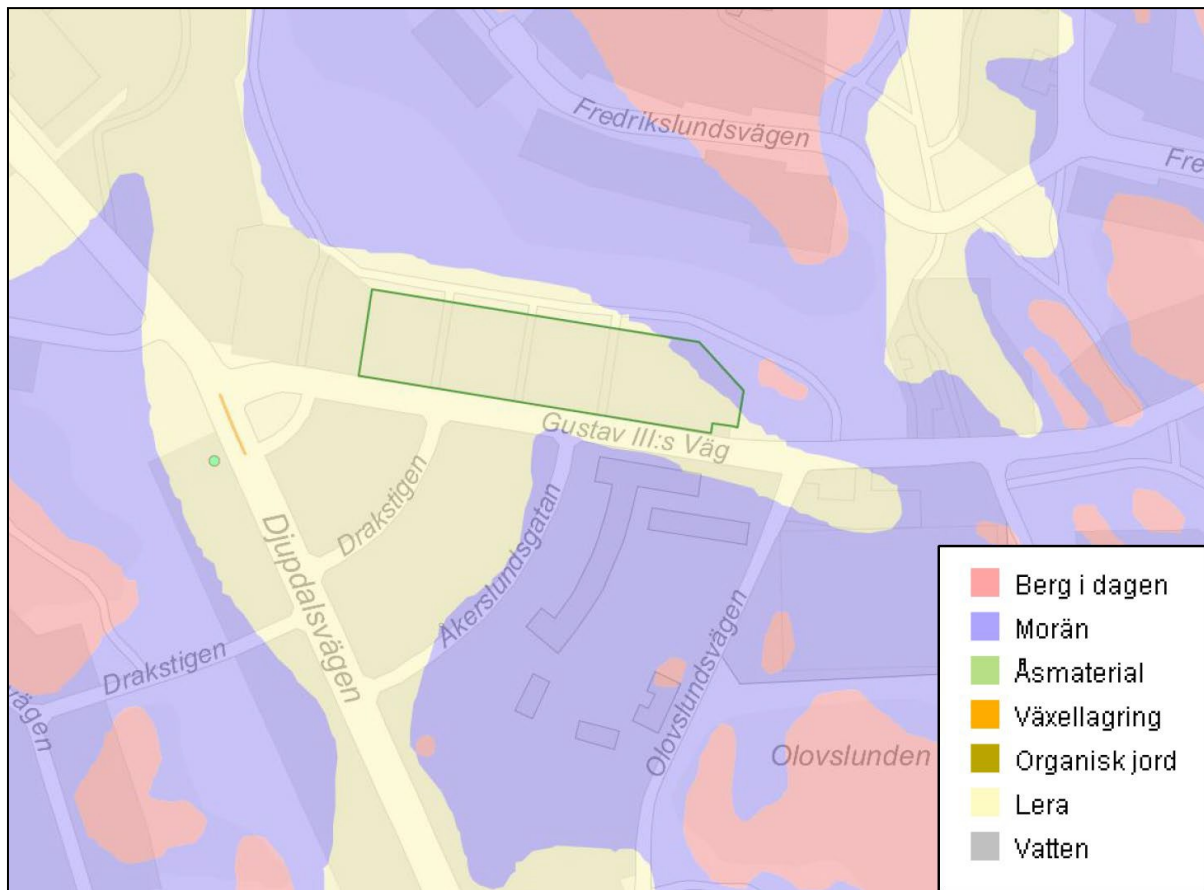 Fredrikslundsvägen
Fre
Gustav III:s Väg
Drakstigen
Djupdalsvägen
Åkerslundsgatan
Olovslundsvägen
Drakstigen
vägen
Olovslunden
Berg i dagen
Morän
Åsmaterial
Växellagring
Organisk jord
Lera
Vatten